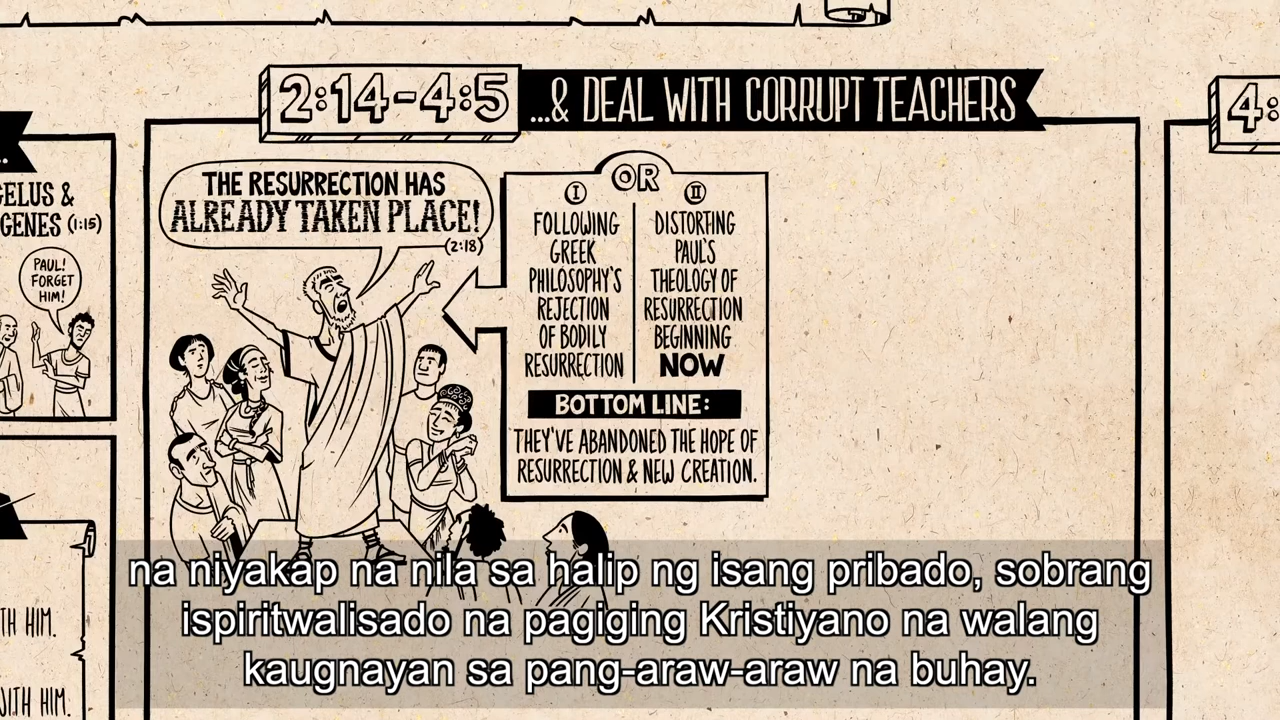 2:14-4:5 ...& DEAL WITH CORRUPT TEACHERS
4:
GELUS &
GENES (1:15)
PAUL!
FORGET
HIM!
TH HIM.
WITH HIM.
THE RESURRECTION HAS
ALREADY TAKEN PLACE!
(2:18)
OR
I
FOLLOWING
GREEK
PHILOSOPHY'S
REJECTION
OF BODILY
RESURRECTION
II
DISTORTING
PAUL'S
THEOLOGY OF
RESURRECTION
BEGINNING
NOW
BOTTOM LINE:
THEY'VE ABANDONED THE HOPE OF
RESURRECTION & NEW CREATION.
na niyakap na nila sa halip ng isang pribado, sobrang
ispiritwalisado na pagiging Kristiyano na walang
kaugnayan sa pang-araw-araw na buhay.